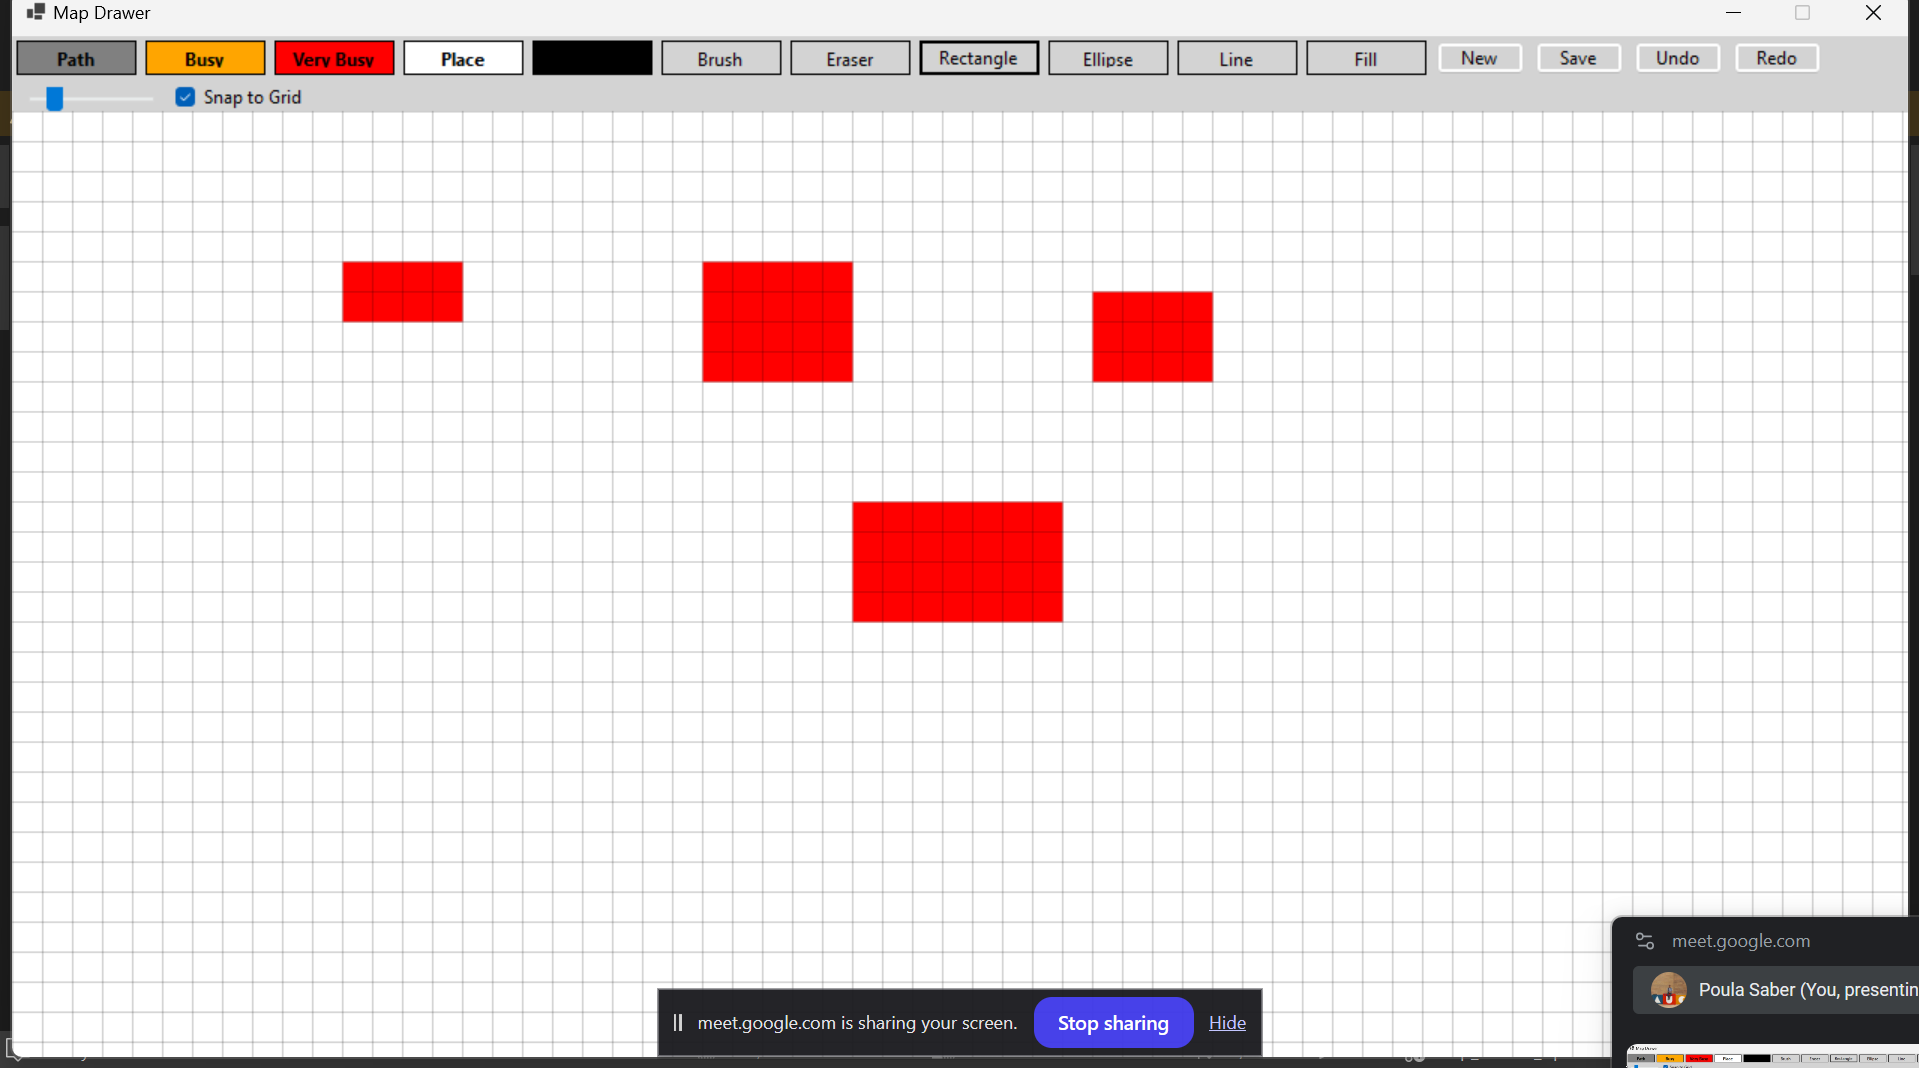 Map Drawer
Path Busy Very Busy Place Brush Eraser Rectangle Ellipse Line Fill New Save Undo Redo
Snap to Grid
meet.google.com
Poula Saber (You, presentin
meet.google.com is sharing your screen. Stop sharing Hide